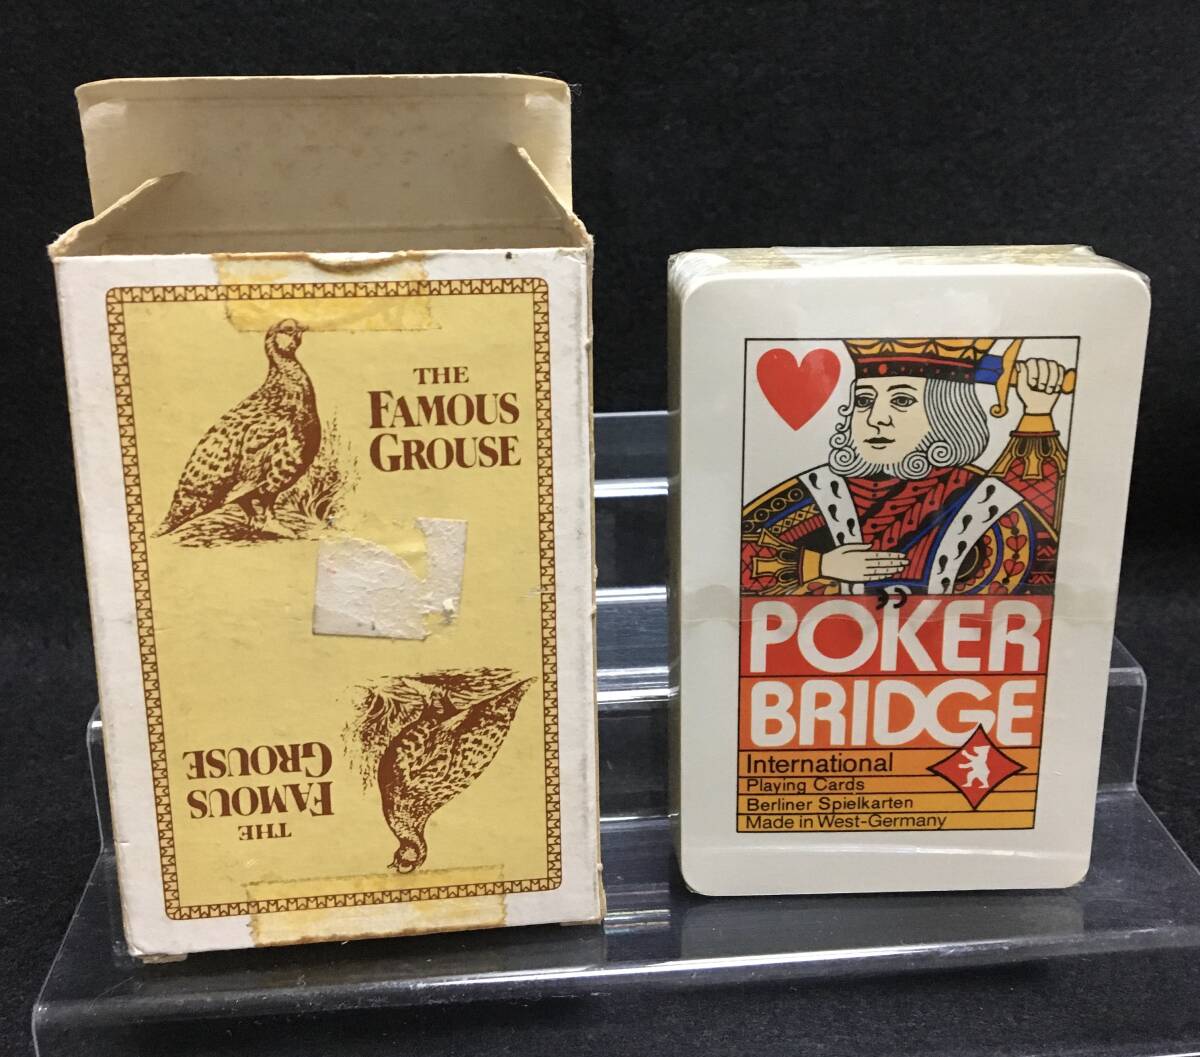 THE
FAMOUS
GROUSE
THE
FAMOUS
GROUSE
POKER
BRIDGE
International
Playing Cards
Berliner Spielkarten
Made in West-Germany